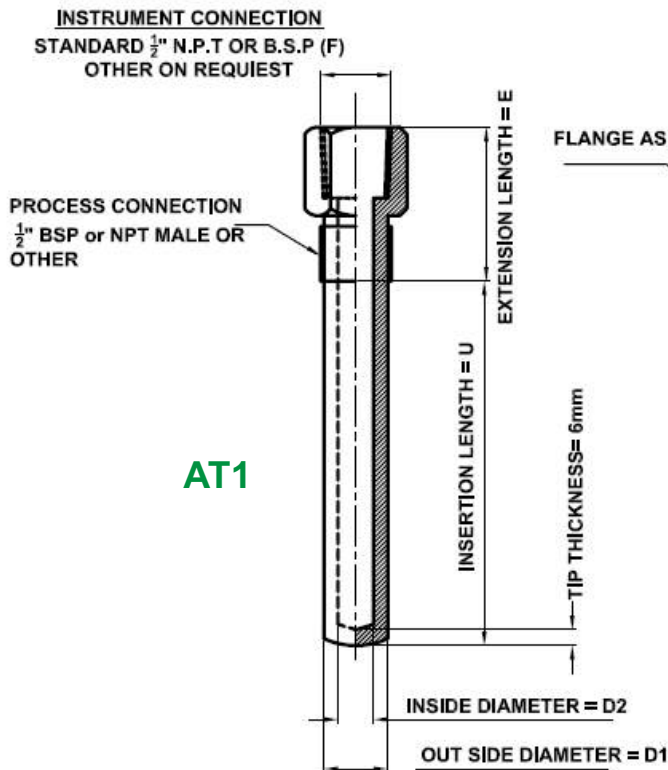 INSTRUMENT CONNECTION
STANDARD ½" N.P.T OR B.S.P (F)
OTHER ON REQUIEST
EXTENSION LENGTH = E
FLANGE AS
PROCESS CONNECTION
½" BSP or NPT MALE OR
OTHER
INSERTION LENGTH = U
AT1
TIP THICKNESS= 6mm
INSIDE DIAMETER = D2
OUT SIDE DIAMETER = D1